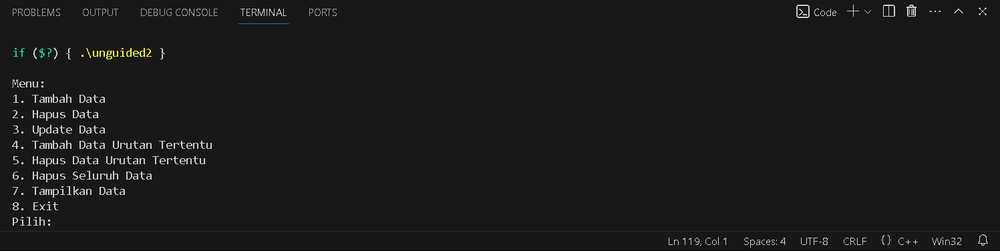 PROBLEMS OUTPUT DEBUG CONSOLE TERMINAL PORTS Code
if ($?) { .\unguided2 }
Menu:
1. Tambah Data
2. Hapus Data
3. Update Data
4. Tambah Data Urutan Tertentu
5. Hapus Data Urutan Tertentu
6. Hapus Seluruh Data
7. Tampilkan Data
8. Exit
Pilih:
Ln 119, Col 1 Spaces: 4 UTF-8 CRLF {} C++ Win32